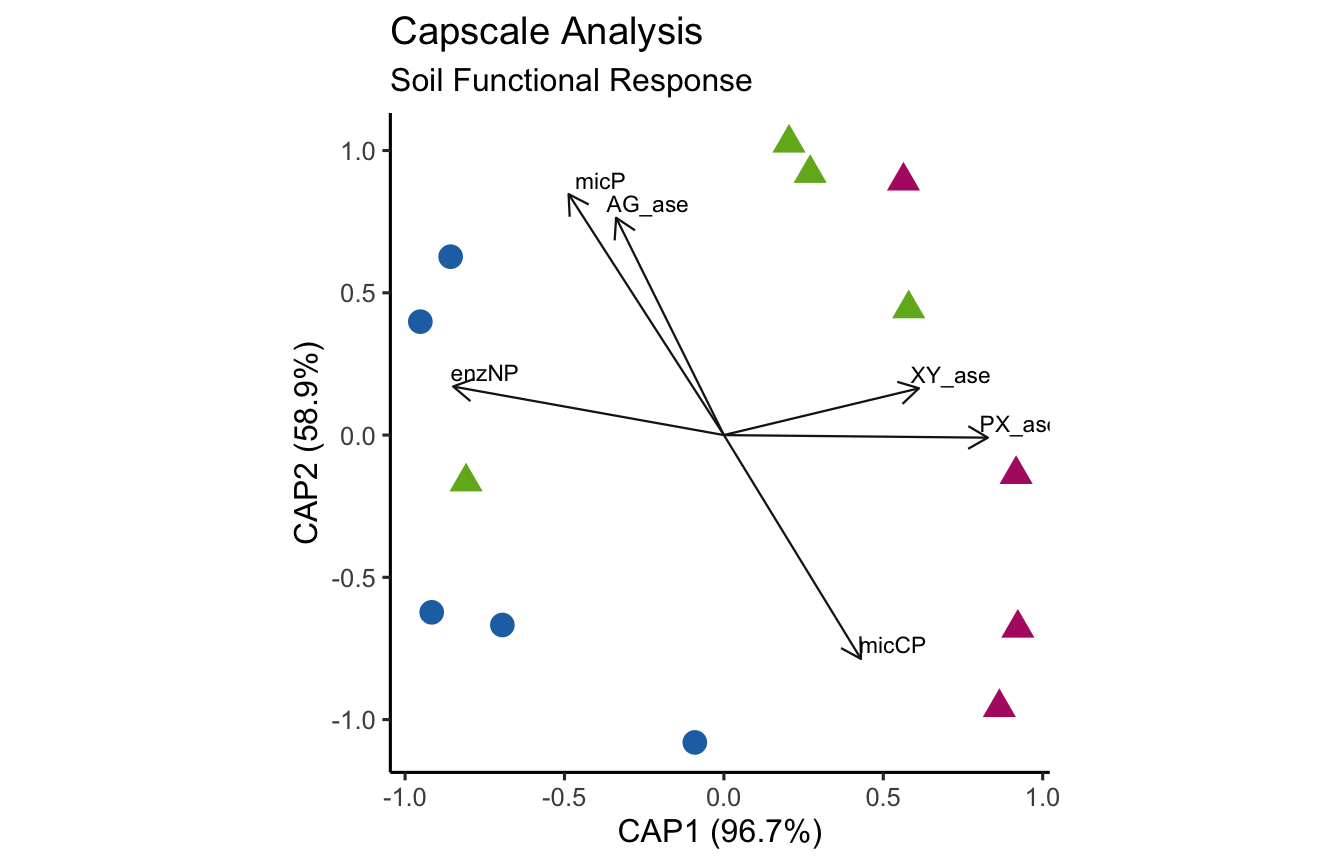 Capscale Analysis
Soil Functional Response
1.0
0.5
0.0
-0.5
-1.0
CAP2 (58.9%)
micP
AG_ase
enzNP
XY_ase
PX_as
micCP
-1.0
-0.5
0.0
0.5
1.0
CAP1 (96.7%)